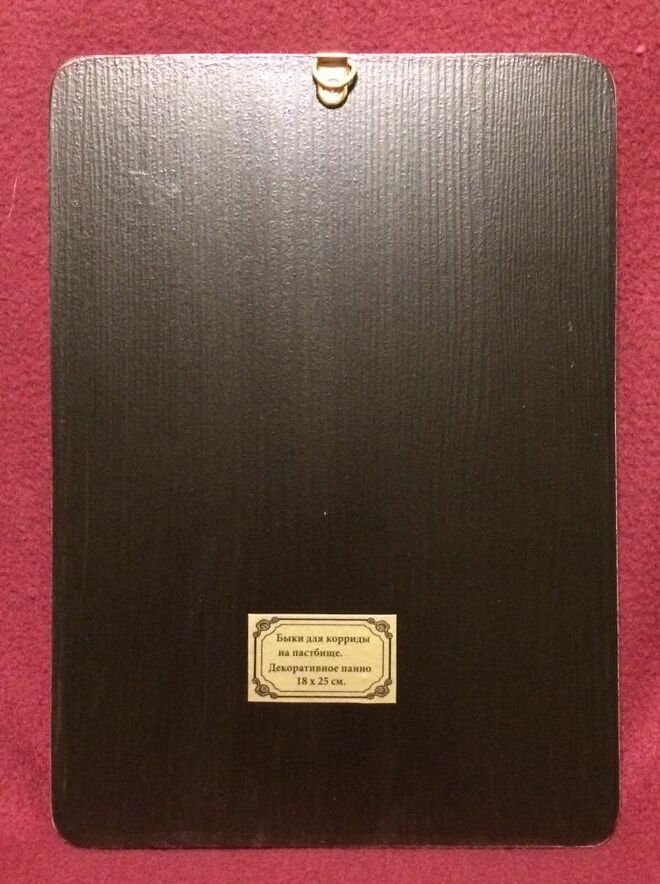 Быки для корриды
на пастбище.
Декоративное панно
18 х 25 см.